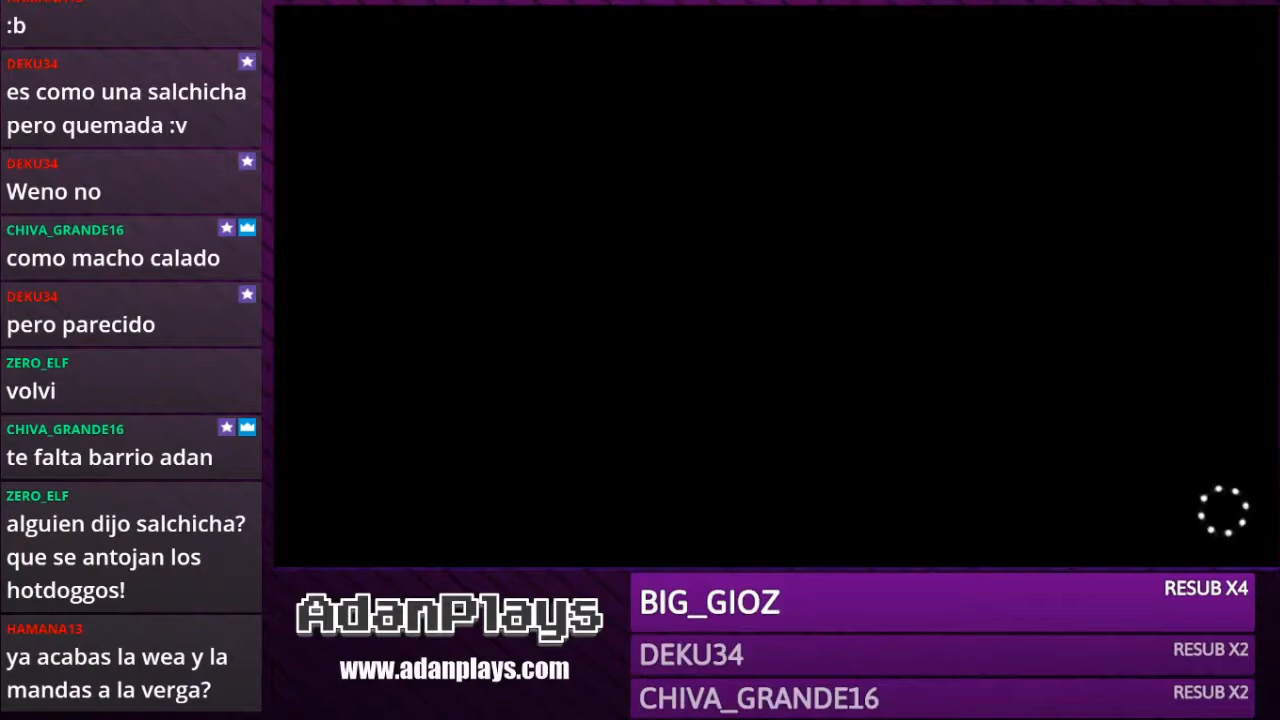 :b
DEKU34
es como una salchicha
pero quemada :v
DEKU34
Weno no
CHIVA_GRANDE16
como macho calado
DEKU34
pero parecido
ZERO_ELF
volvi
CHIVA_GRANDE16
te falta barrio adan
ZERO_ELF
alguien dijo salchicha?
que se antojan los
hotdoggos!
HAMANA13
ya acabas la wea y la
mandas a la verga?
AdanPlays
www.adanplays.com
BIG_GIOZ RESUB X4
DEKU34 RESUB X2
CHIVA_GRANDE16 RESUB X2